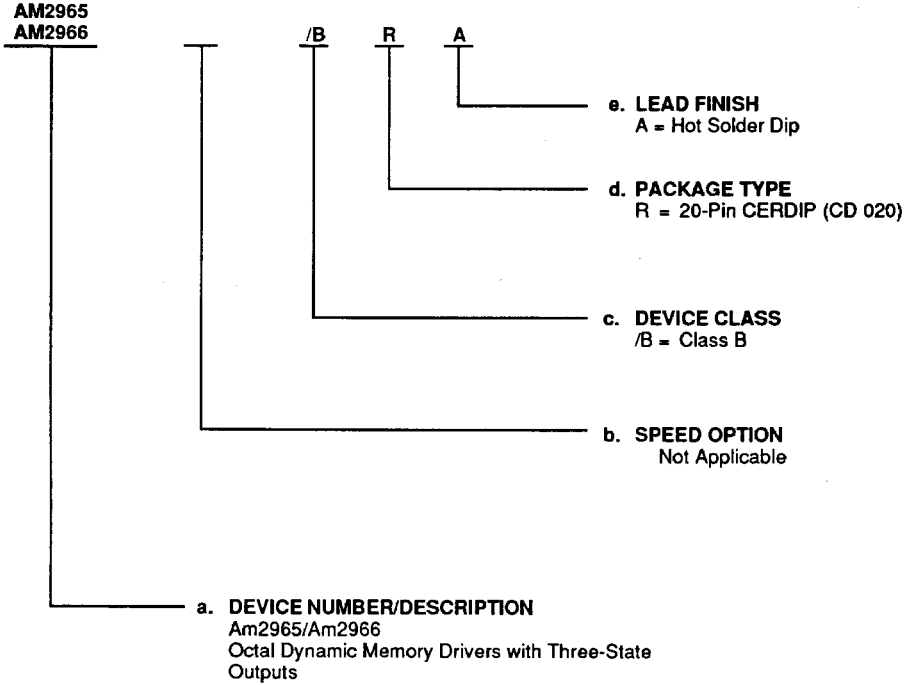 AM2965
AM2966 /B R A
e. LEAD FINISH
A = Hot Solder Dip
d. PACKAGE TYPE
R = 20-Pin CERDIP (CD 020)
c. DEVICE CLASS
/B = Class B
b. SPEED OPTION
Not Applicable
a. DEVICE NUMBER/DESCRIPTION
Am2965/Am2966
Octal Dynamic Memory Drivers with Three-State
Outputs